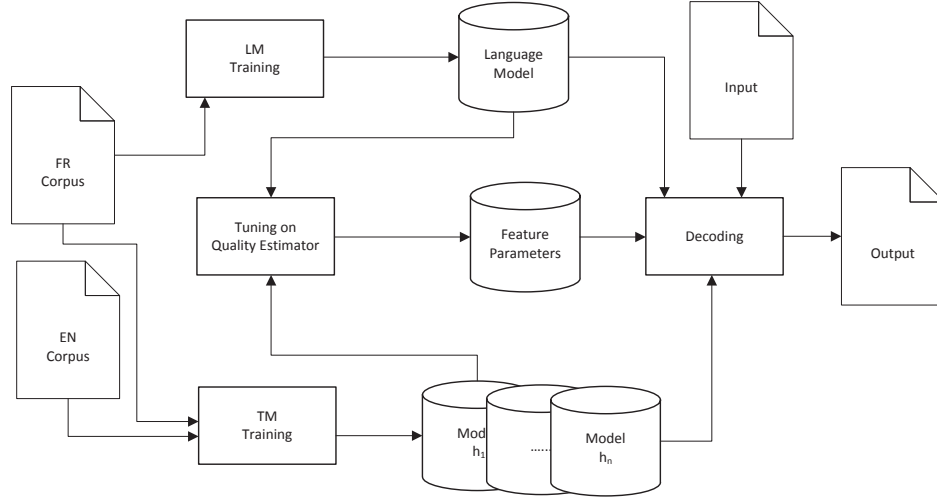 LM
Training
Language
Model
Input
FR
Corpus
Tuning on
Quality Estimator
Feature
Parameters
Decoding
Output
EN
Corpus
TM
Training
Model
h1
......
Model
hn